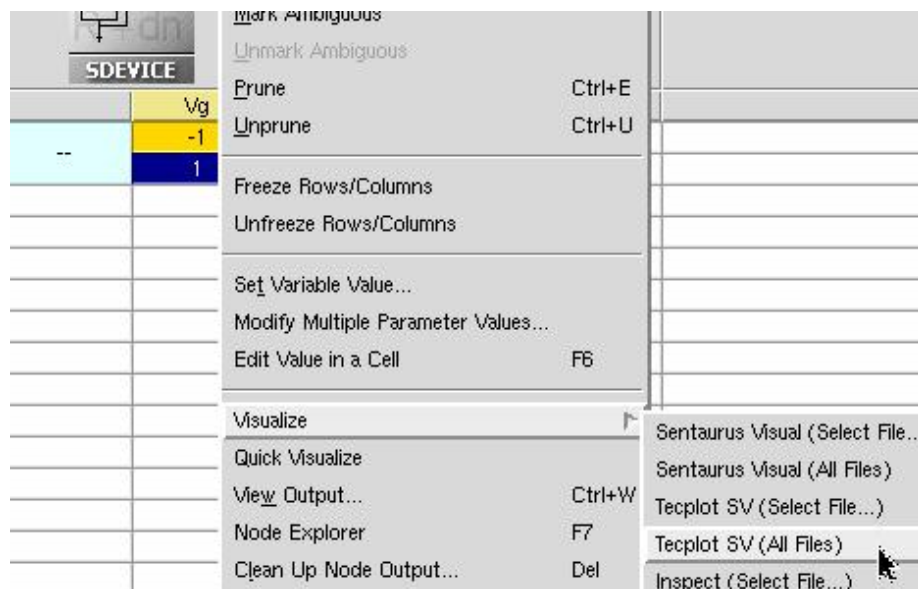 Mark Ambiguous
Unmark Ambiguous
SDEVICE
Prune Ctrl+E
Vg
Unprune Ctrl+U
-1
--
1
Freeze Rows/Columns
Unfreeze Rows/Columns
Set Variable Value...
Modify Multiple Parameter Values...
Edit Value in a Cell F6
Visualize
Quick Visualize
View Output... Ctrl+W
Node Explorer F7
Clean Up Node Output... Del
Sentaurus Visual (Select File..
Sentaurus Visual (All Files)
Tecplot SV (Select File...)
Tecplot SV (All Files)
Inspect (Select File...)